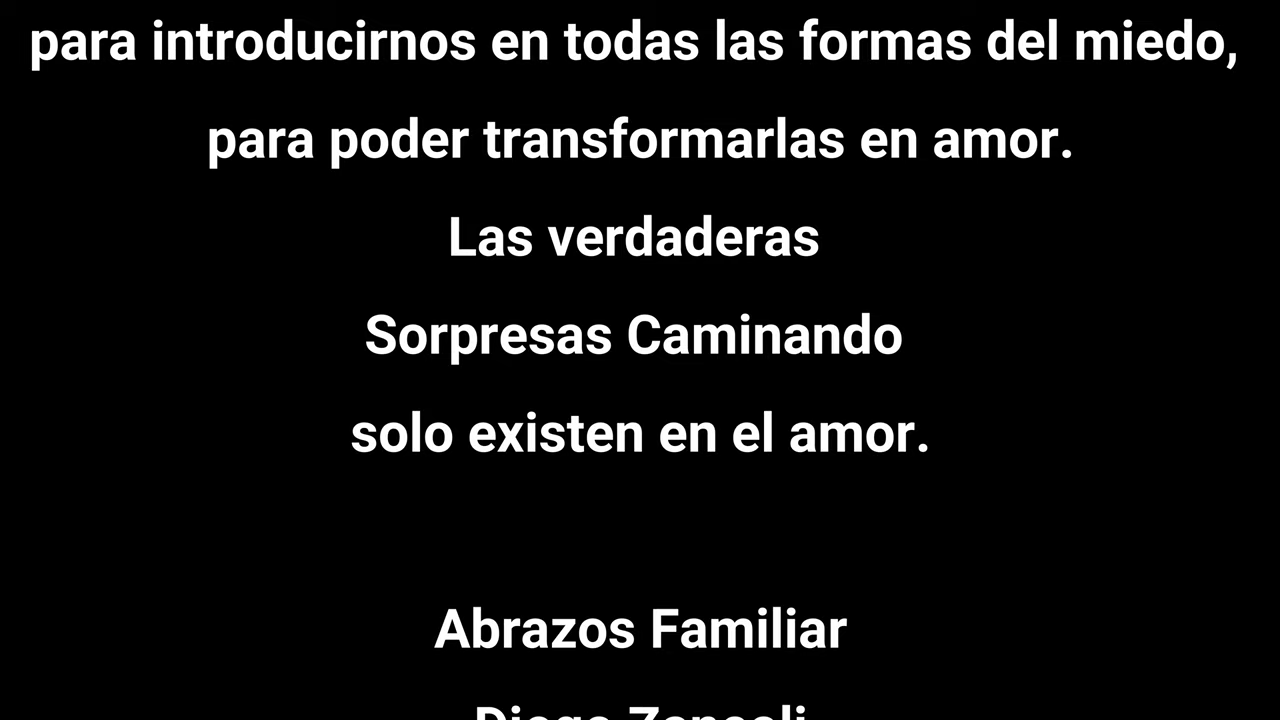 para introducirnos en todas las formas del miedo,
para poder transformarlas en amor.
Las verdaderas
Sorpresas Caminando
solo existen en el amor.
Abrazos Familiar
Diego